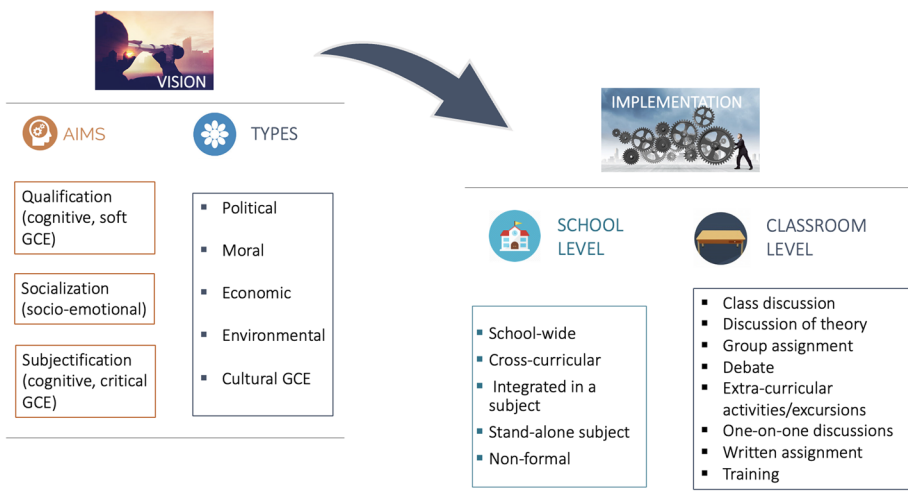 VISION
AIMS
TYPES
Qualification
(cognitive, soft
GCE)
Socialization
(socio-emotional)
Subjectification
(cognitive, critical
GCE)
▪ Political
▪ Moral
▪ Economic
▪ Environmental
▪ Cultural GCE
IMPLEMENTATION
SCHOOL
LEVEL
CLASSROOM
LEVEL
▪ School-wide
▪ Cross-curricular
▪ Integrated in a
subject
▪ Stand-alone subject
▪ Non-formal
▪ Class discussion
▪ Discussion of theory
▪ Group assignment
▪ Debate
▪ Extra-curricular
activities/excursions
▪ One-on-one discussions
▪ Written assignment
▪ Training